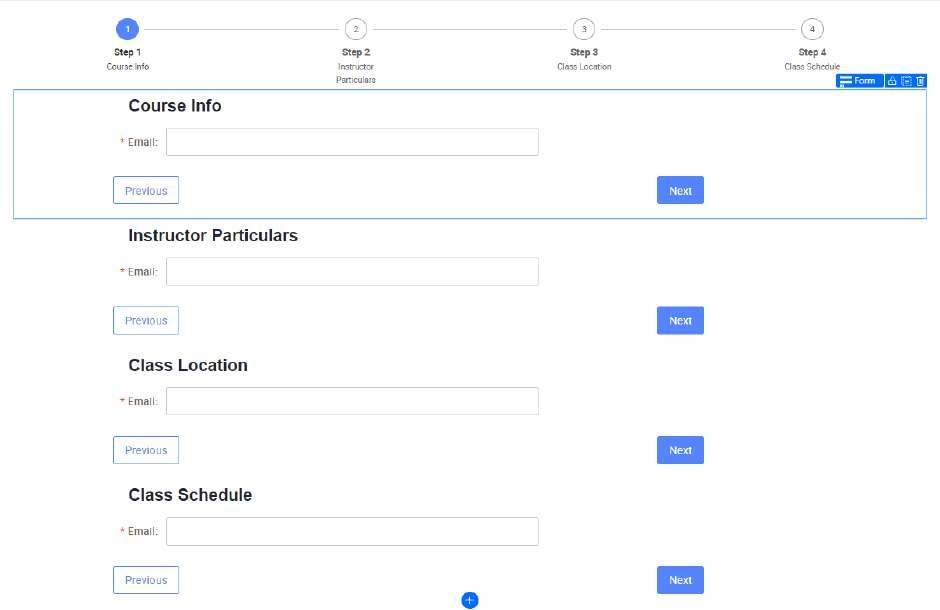 1 2 3 4
Step 1 Step 2 Step 3 Step 4
Course Info Instructor Class Location Class Schedule
Particulars
Form
Course Info
* Email:
Previous Next
Instructor Particulars
* Email:
Previous Next
Class Location
* Email:
Previous Next
Class Schedule
* Email:
Previous Next